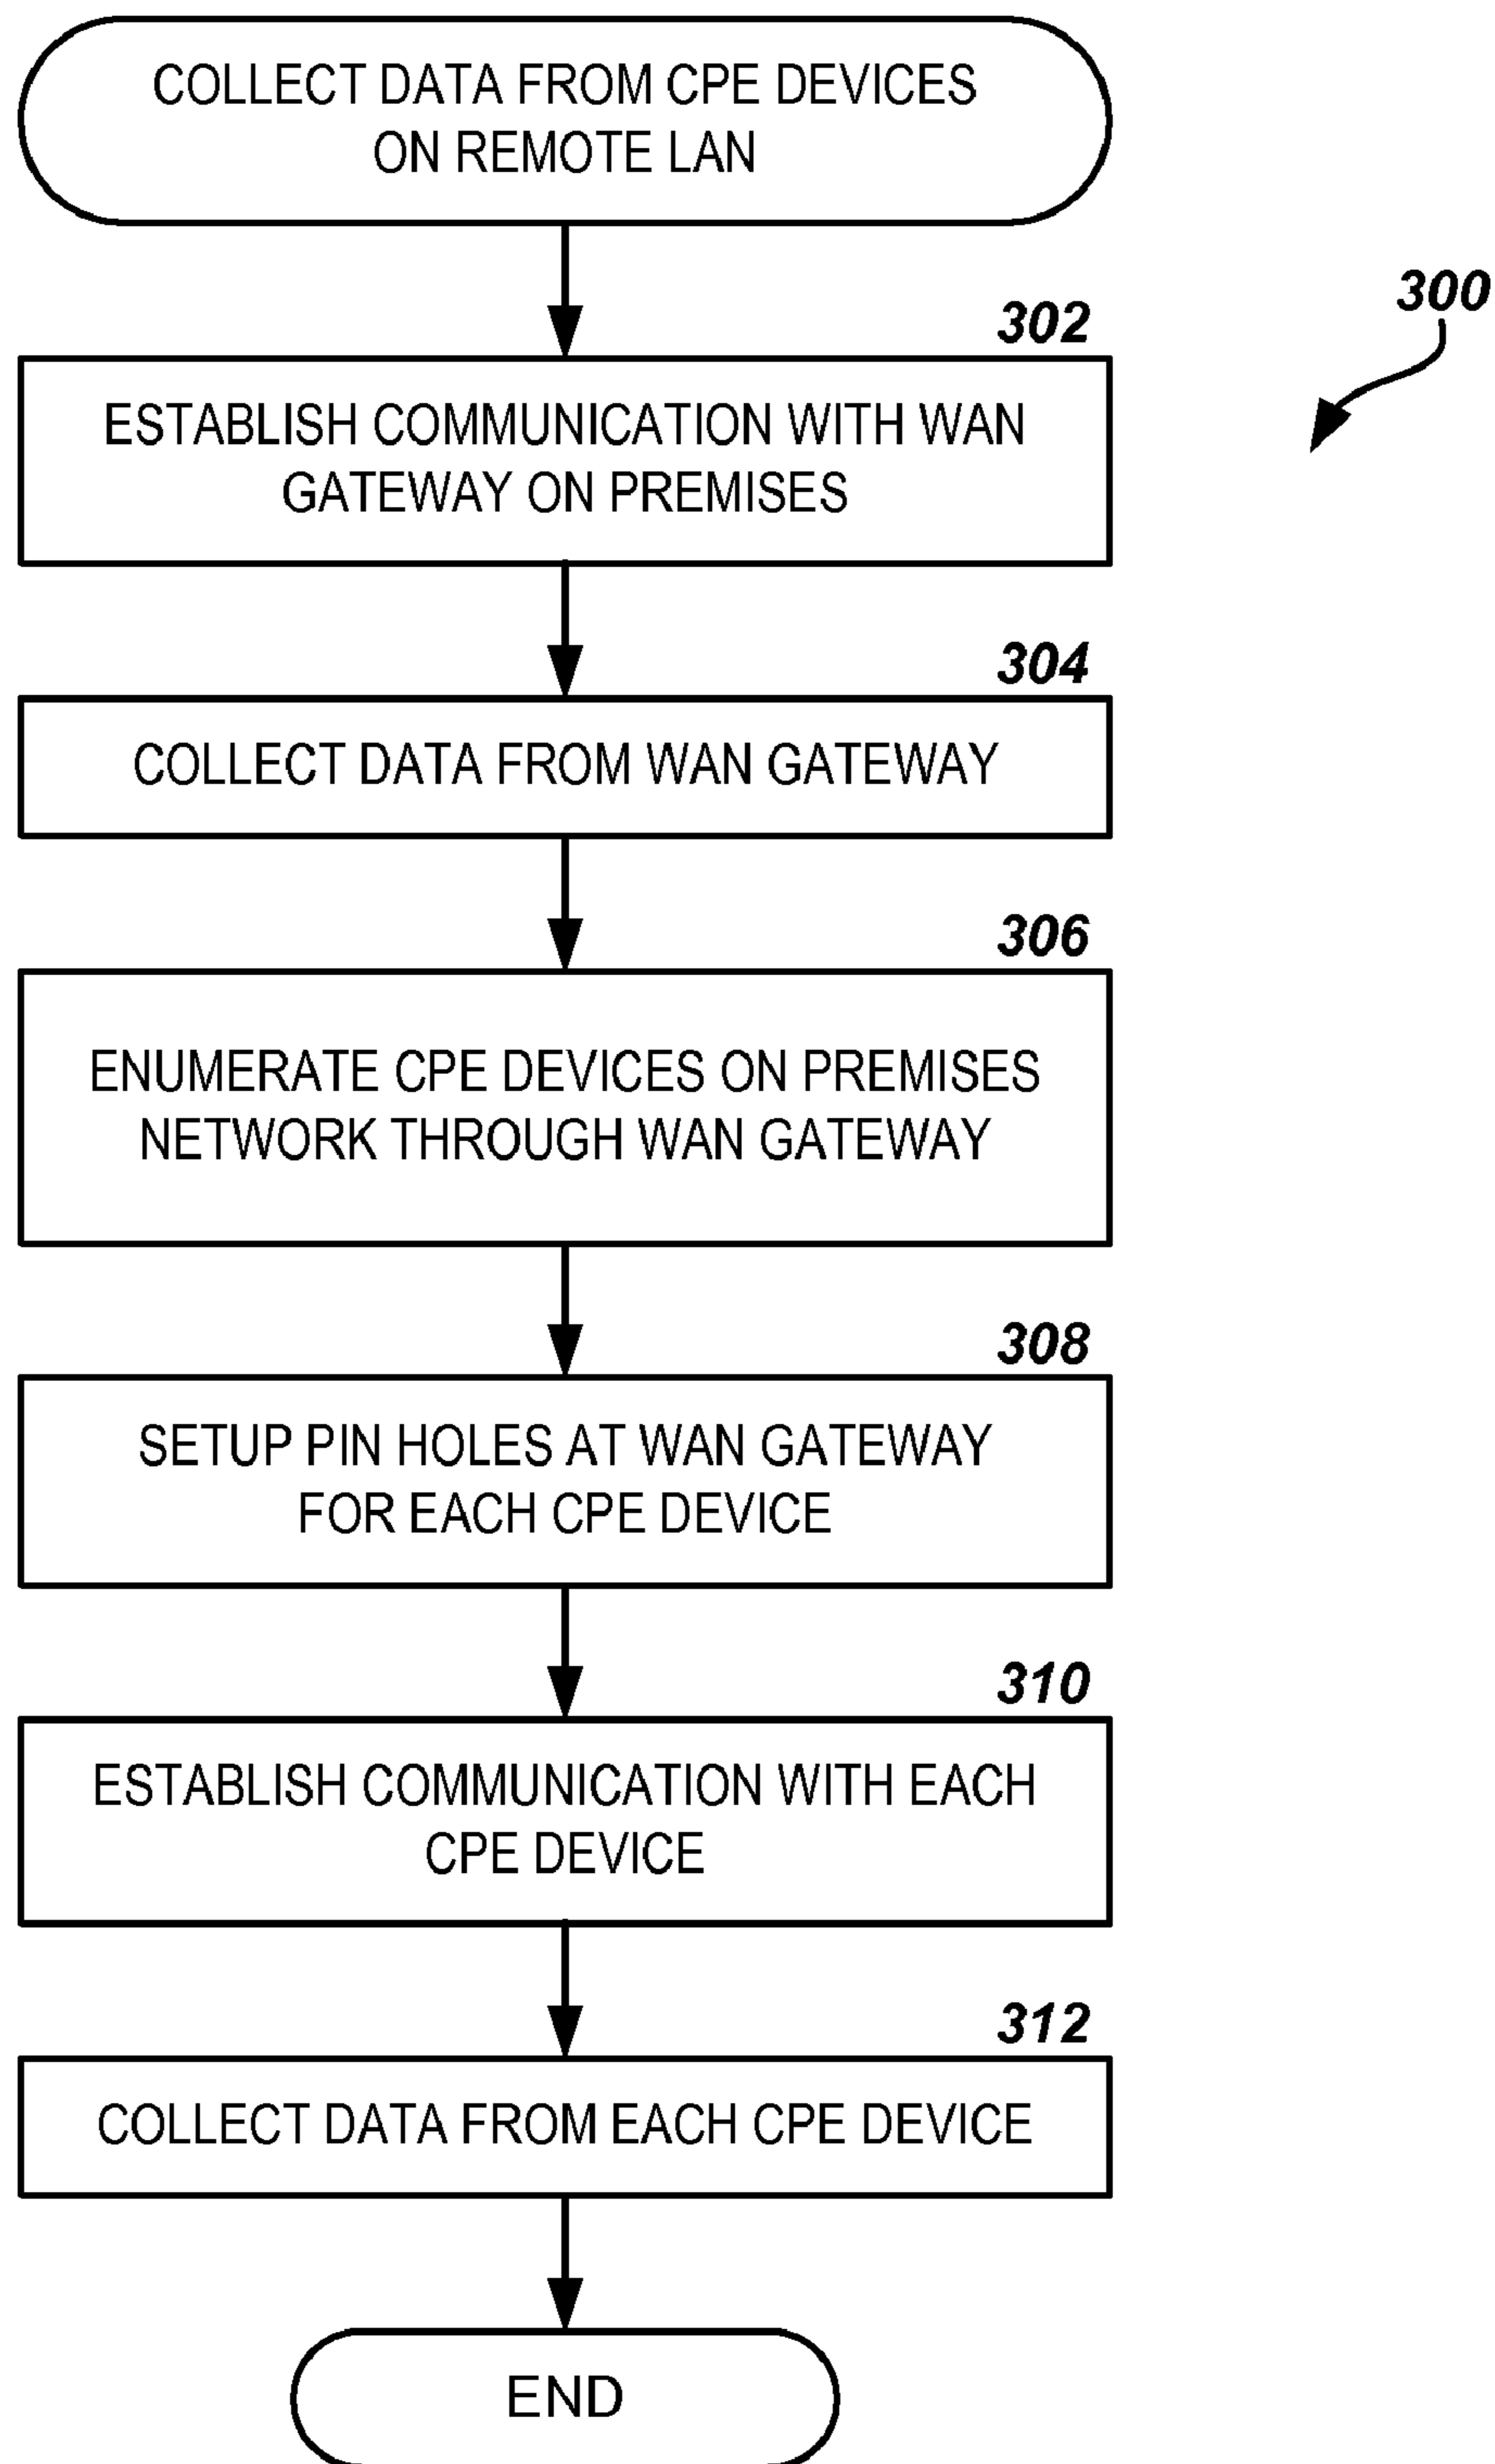 COLLECT DATA FROM CPE DEVICES
ON REMOTE LAN
300
302
ESTABLISH COMMUNICATION WITH WAN
GATEWAY ON PREMISES
304
COLLECT DATA FROM WAN GATEWAY
306
ENUMERATE CPE DEVICES ON PREMISES
NETWORK THROUGH WAN GATEWAY
308
SETUP PIN HOLES AT WAN GATEWAY
FOR EACH CPE DEVICE
310
ESTABLISH COMMUNICATION WITH EACH
CPE DEVICE
312
COLLECT DATA FROM EACH CPE DEVICE
END